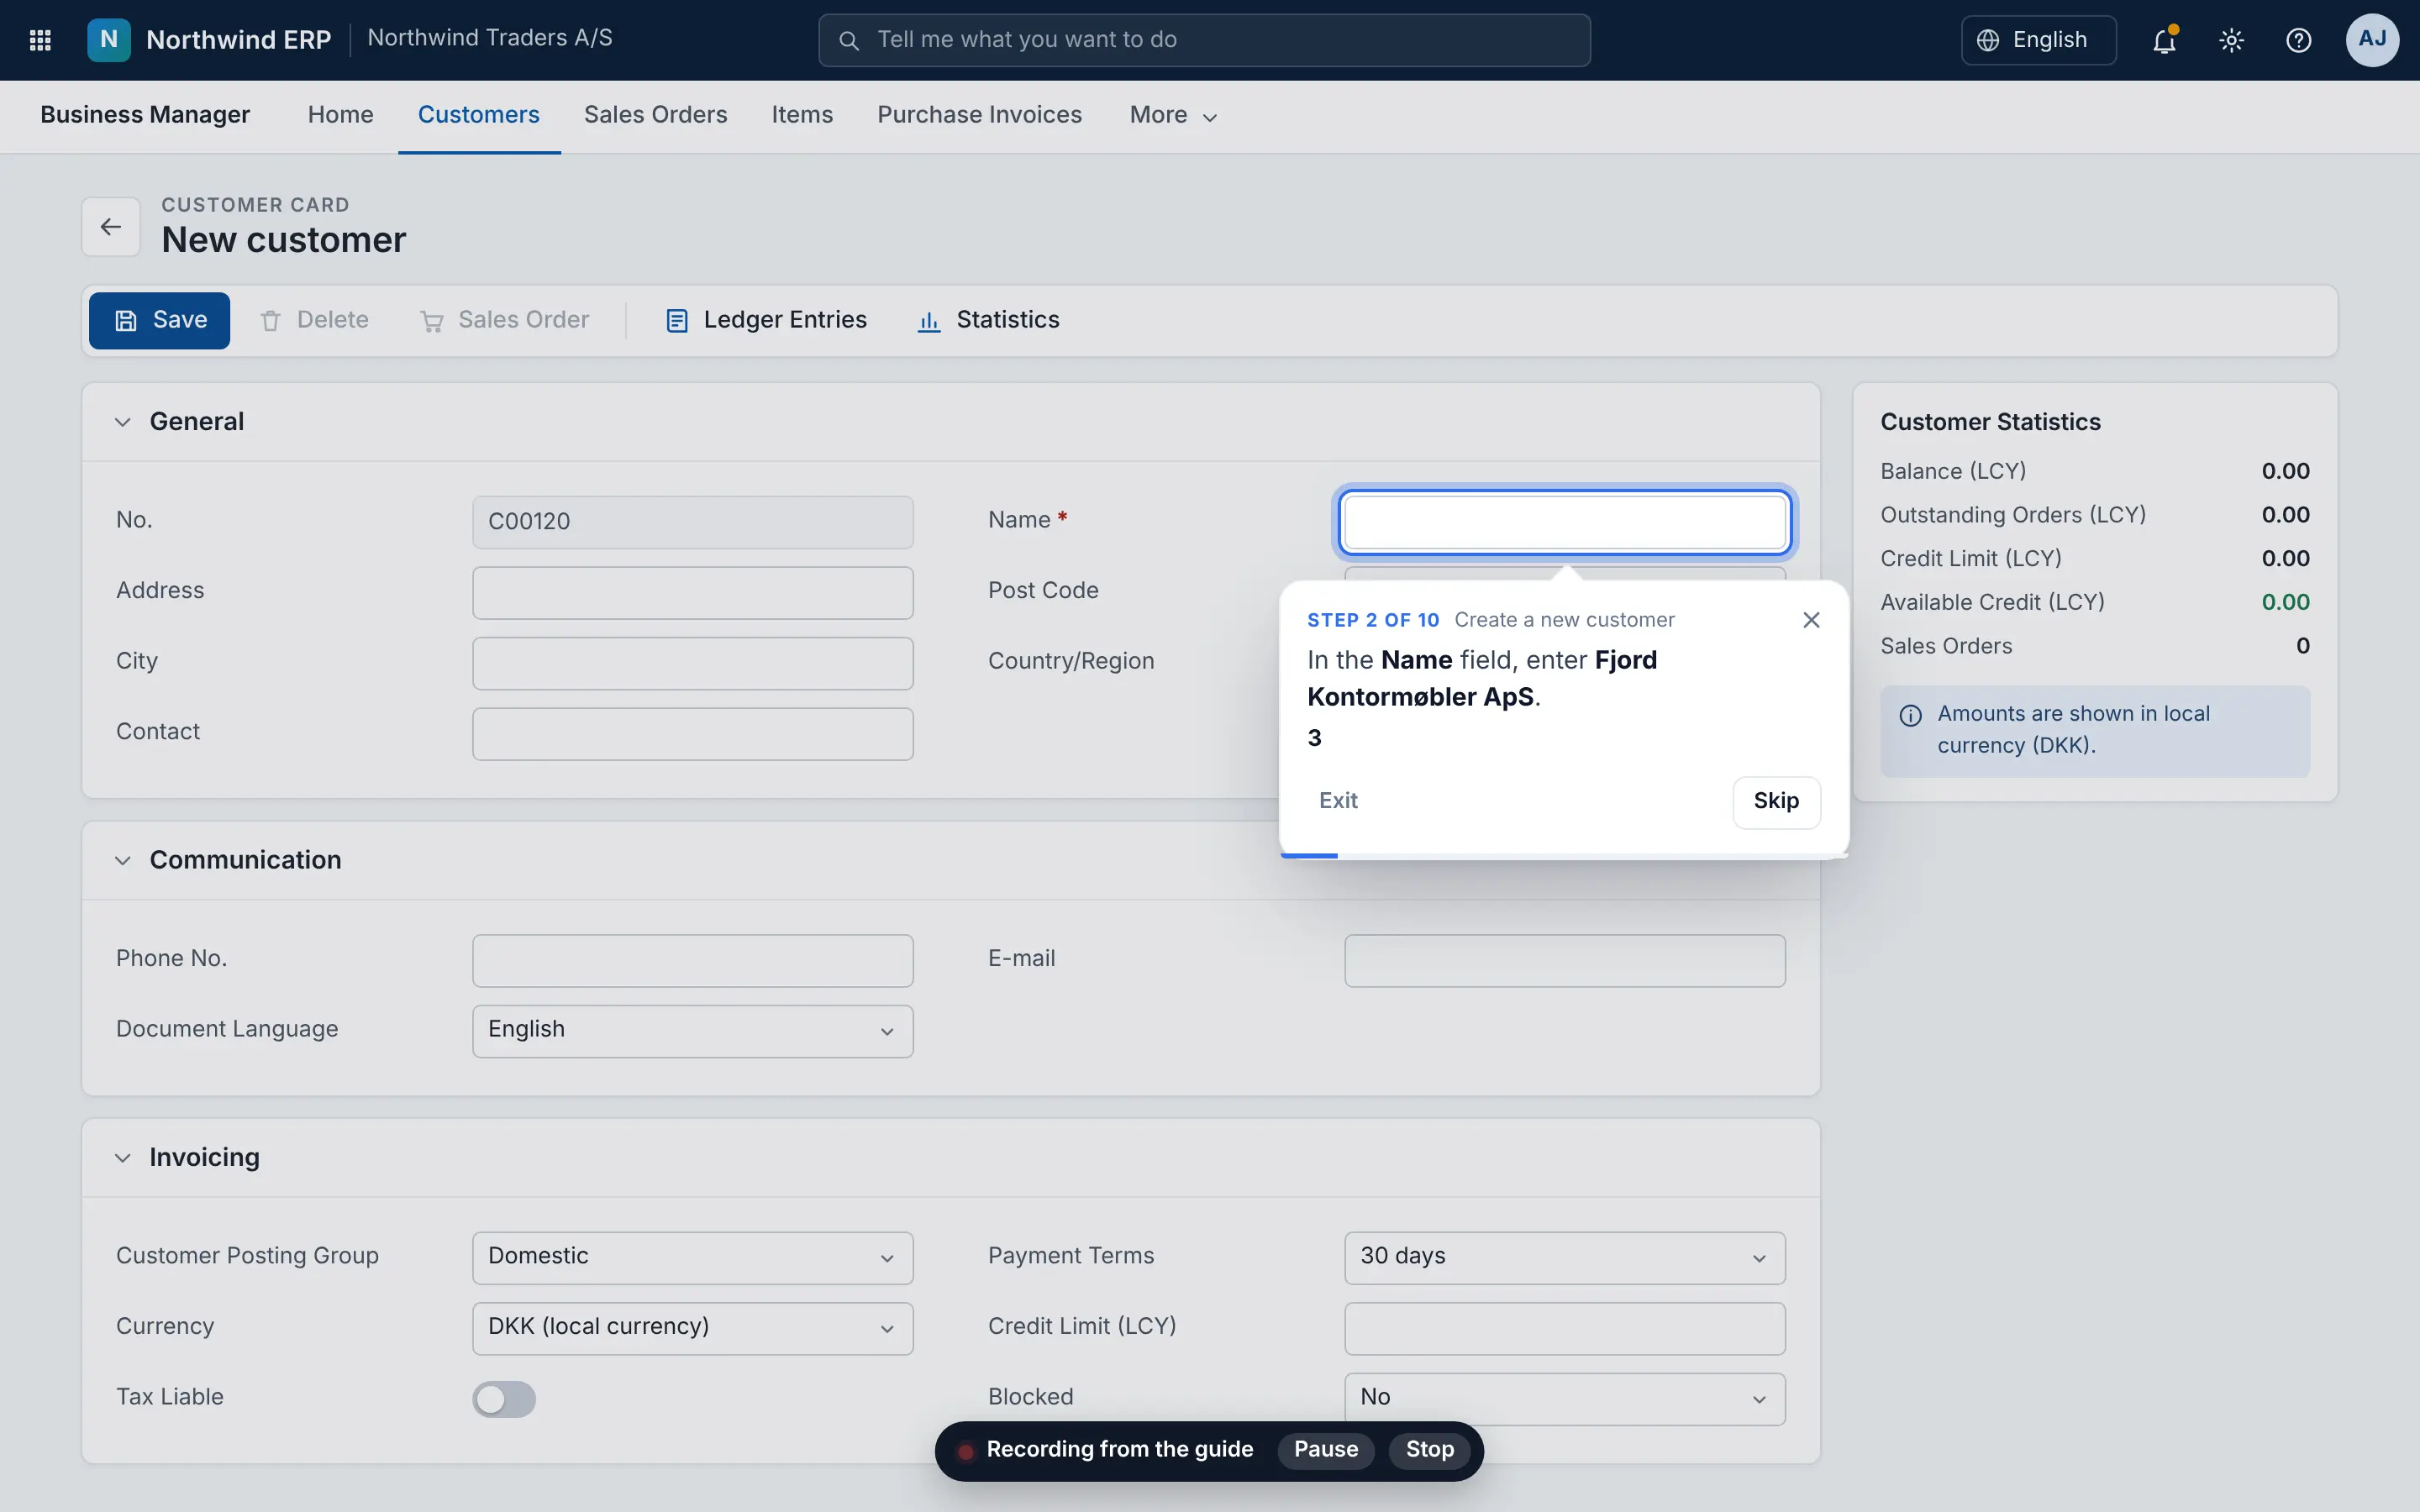 N Northwind ERP Northwind Traders A/S Tell me what you want to do English AJ
Business Manager Home Customers Sales Orders Items Purchase Invoices More
CUSTOMER CARD
New customer
Save Delete Sales Order Ledger Entries Statistics
General
No. C00120 Name *
Address Post Code
City Country/Region
Contact
STEP 2 OF 10 Create a new customer
In the Name field, enter Fjord
Kontormøbler ApS.
3
Exit Skip
Customer Statistics
Balance (LCY) 0.00
Outstanding Orders (LCY) 0.00
Credit Limit (LCY) 0.00
Available Credit (LCY) 0.00
Sales Orders 0
Amounts are shown in local
currency (DKK).
Communication
Phone No. E-mail
Document Language English
Invoicing
Customer Posting Group Domestic Payment Terms 30 days
Currency DKK (local currency) Credit Limit (LCY)
Tax Liable Blocked No
Recording from the guide Pause Stop